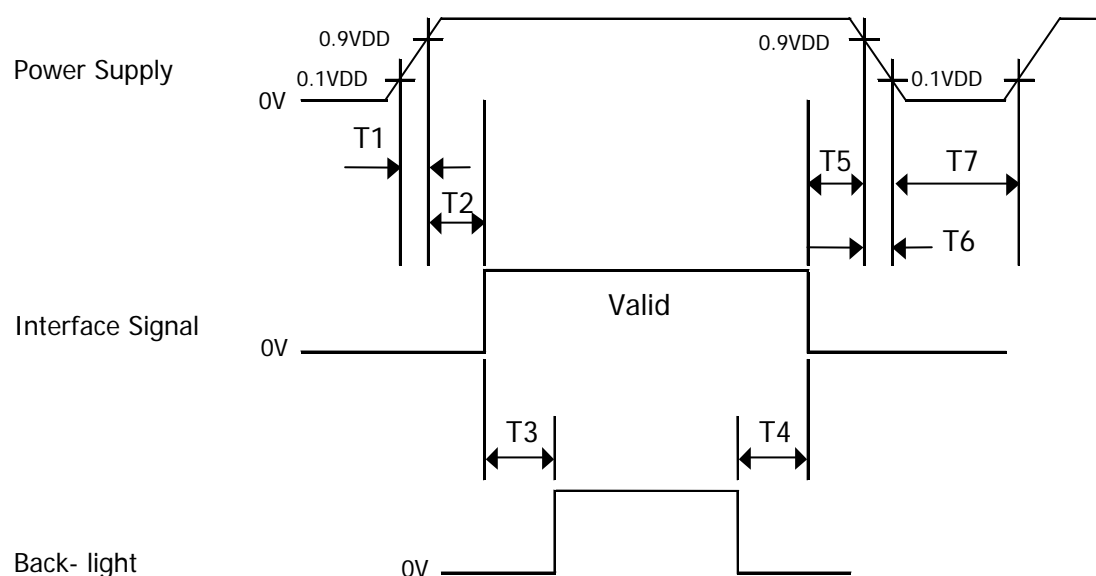 0.9VDD
0.9VDD
Power Supply
0.1VDD
0.1VDD
0V
T1
T5
T7
T2
T6
Valid
Interface Signal
0V
T3
T4
Back- light
0V